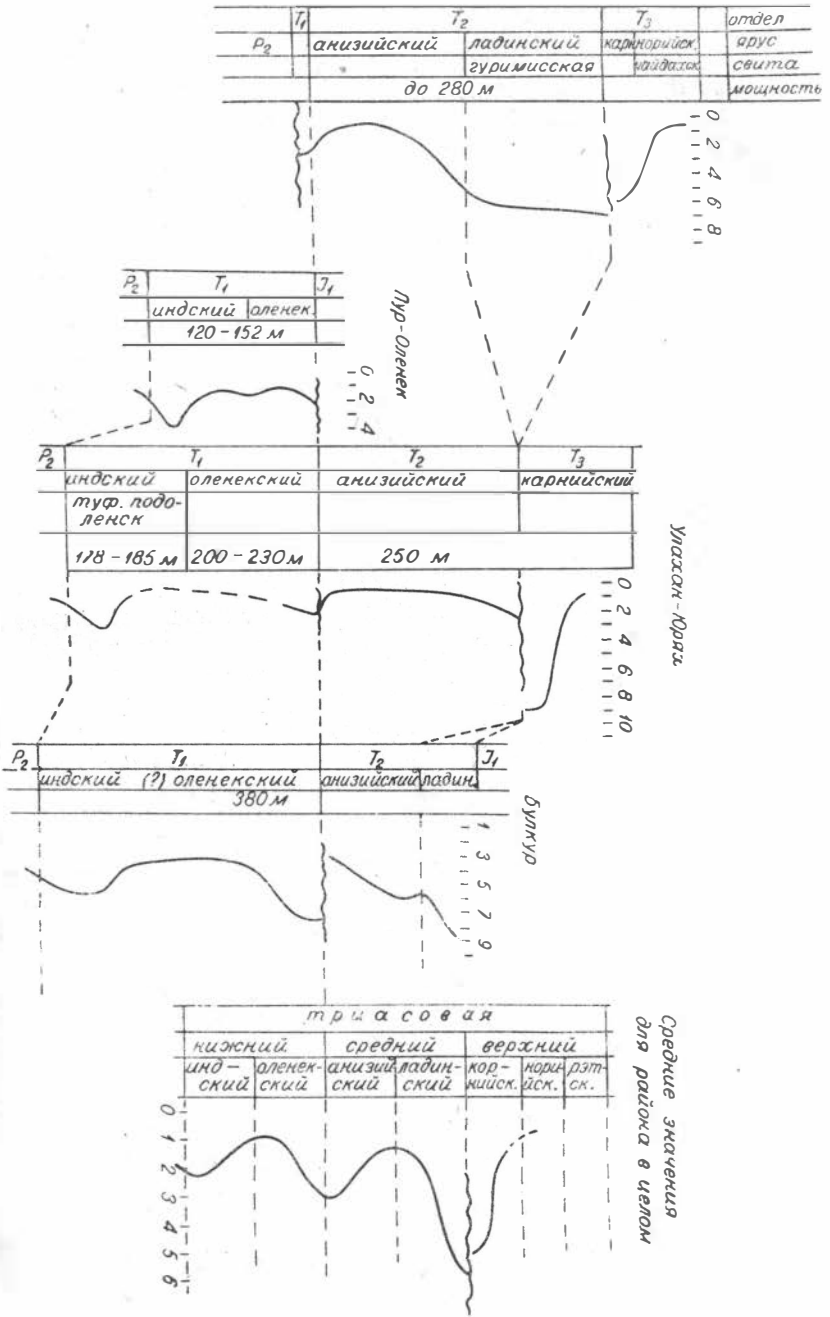 T₁ T₂ T₃ отдел
P₂ анизийский ладинский карн норийск. ярус
гуримисская найдахск. свита
до 280 м мощность
0 2 4 6 8
P₂ T₁ J₁
индский оленек.
120-152 м
Пур-Оленек
0 2 4
P₂ T₁ T₂ T₃
индский оленекский анизийский карнийский
туф. подо-
ленск
178-185 м 200-230 м 250 м
Улахан-Юрях
0 2 4 6 8 10
P₂ T₁ T₂ J₁
индский (?) оленекский анизийский ладин.
380 м
Булкур
1 3 5 7 9
Средние значения
для района в целом
триасовая
нижний средний верхний
инд- оленек- анизий ладин- кар- нори рэт-
ский ский ский ский нийск. йск. ск.
0
1
2
3
4
5
6